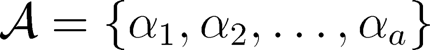 𝒜 = {α₁, α₂, . . . , αₐ}